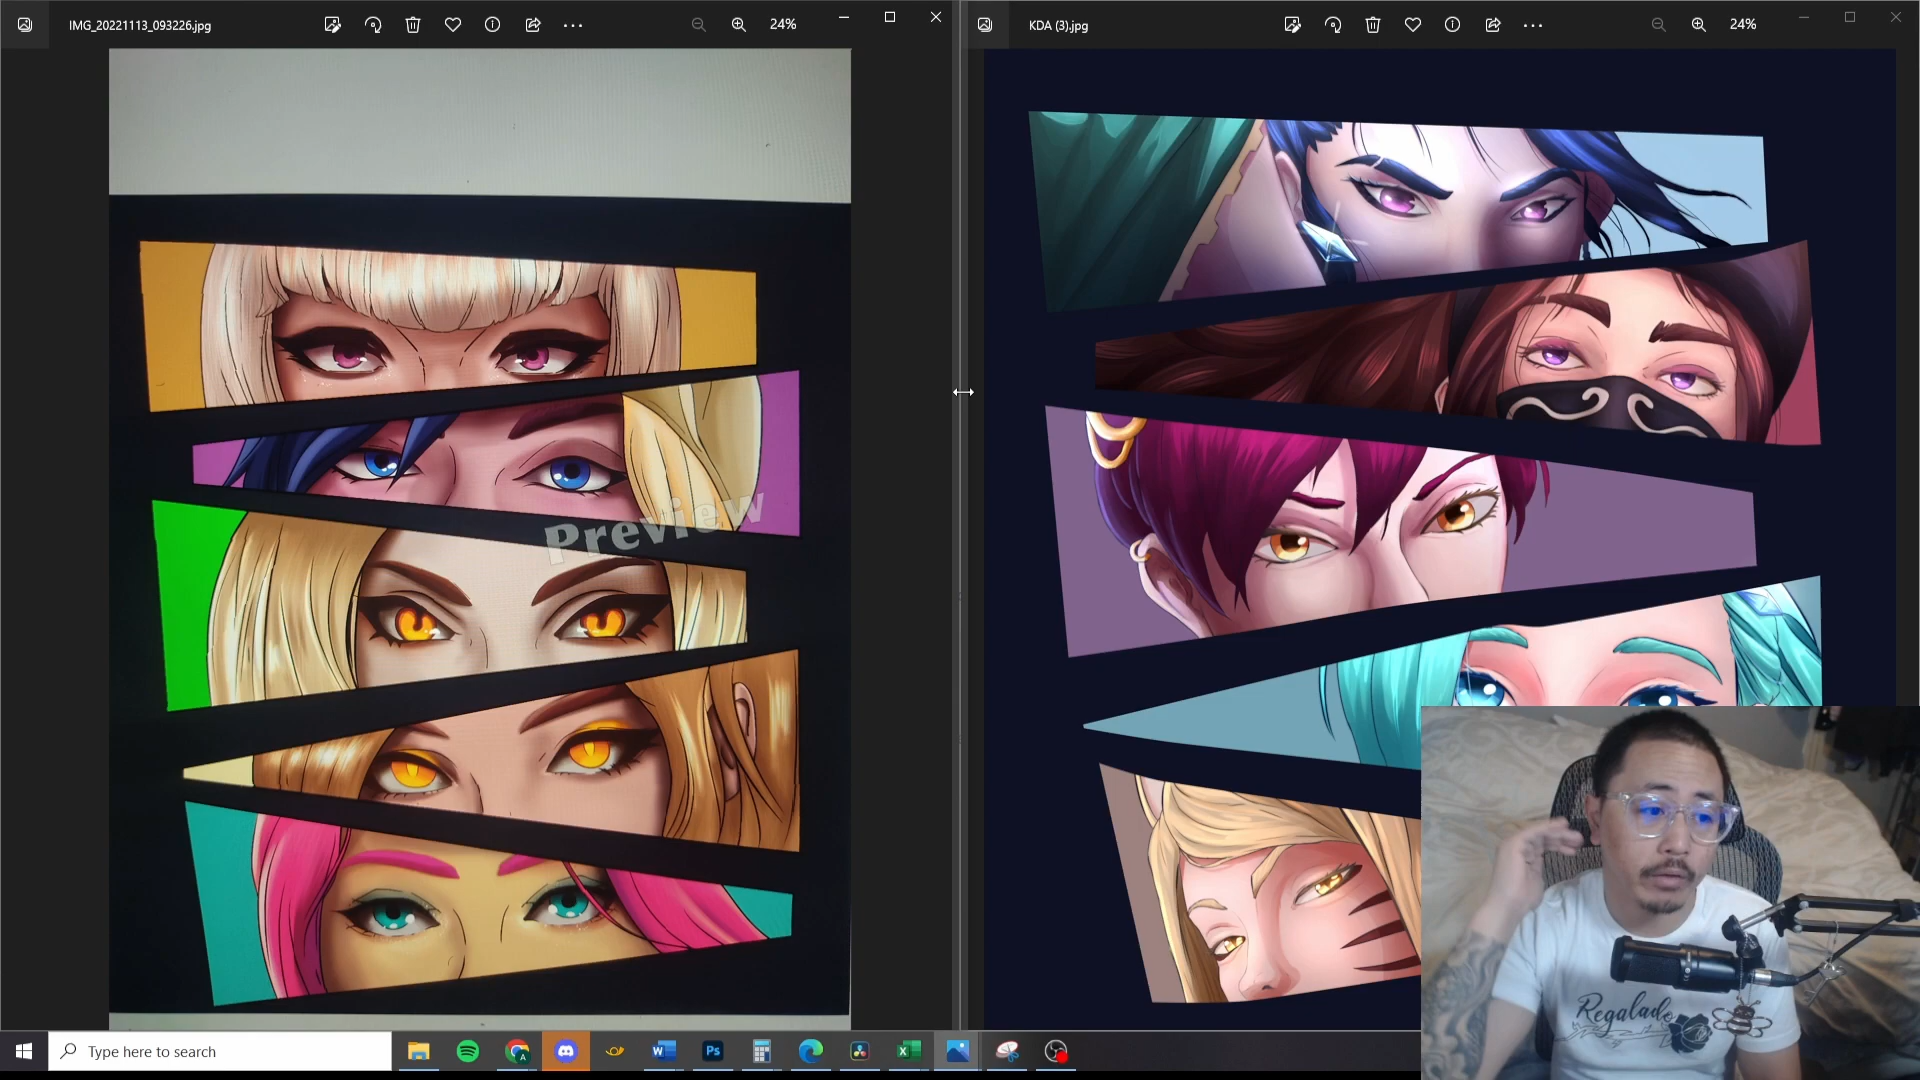 IMG_20221113_093226.jpg
24%
KDA (3).jpg
24%
Preview
Type here to search
Regalado